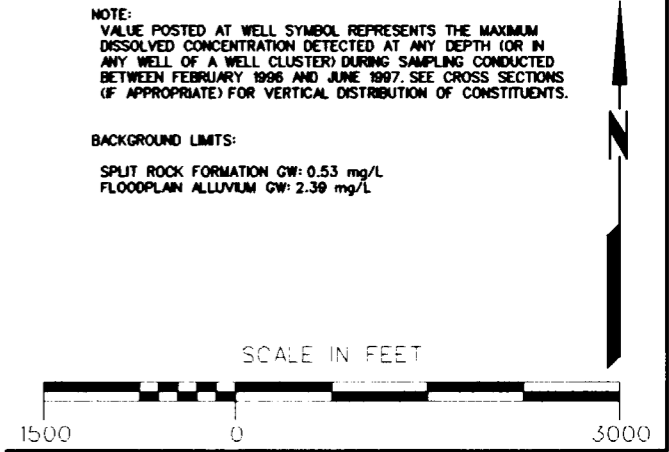 NOTE:
VALUE POSTED AT WELL SYMBOL REPRESENTS THE MAXIMUM
DISSOLVED CONCENTRATION DETECTED AT ANY DEPTH (OR IN
ANY WELL OF A WELL CLUSTER) DURING SAMPLING CONDUCTED
BETWEEN FEBRUARY 1996 AND JUNE 1997. SEE CROSS SECTIONS
(IF APPROPRIATE) FOR VERTICAL DISTRIBUTION OF CONSTITUENTS.
BACKGROUND LIMITS:
SPLIT ROCK FORMATION GW: 0.53 mg/L
FLOODPLAIN ALLUVIUM GW: 2.39 mg/L
N
SCALE IN FEET
1500 0 3000